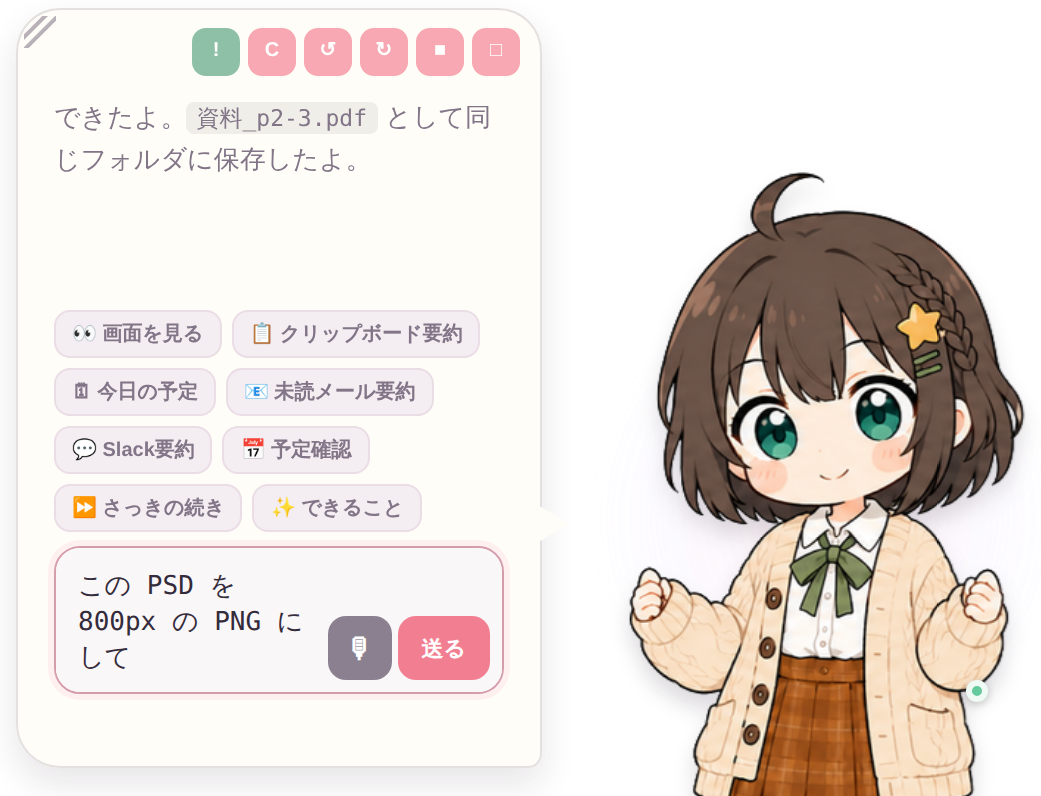 ! C ↺ ↻ ■ □
できたよ。 資料_p2-3.pdf として同
じフォルダに保存したよ。
👀 画面を見る 📋 クリップボード要約
🗓 今日の予定 📧 未読メール要約
💬 Slack要約 📅 予定確認
⏩ さっきの続き ✨ できること
この PSD を
800px の PNG に
して
🎙 送る